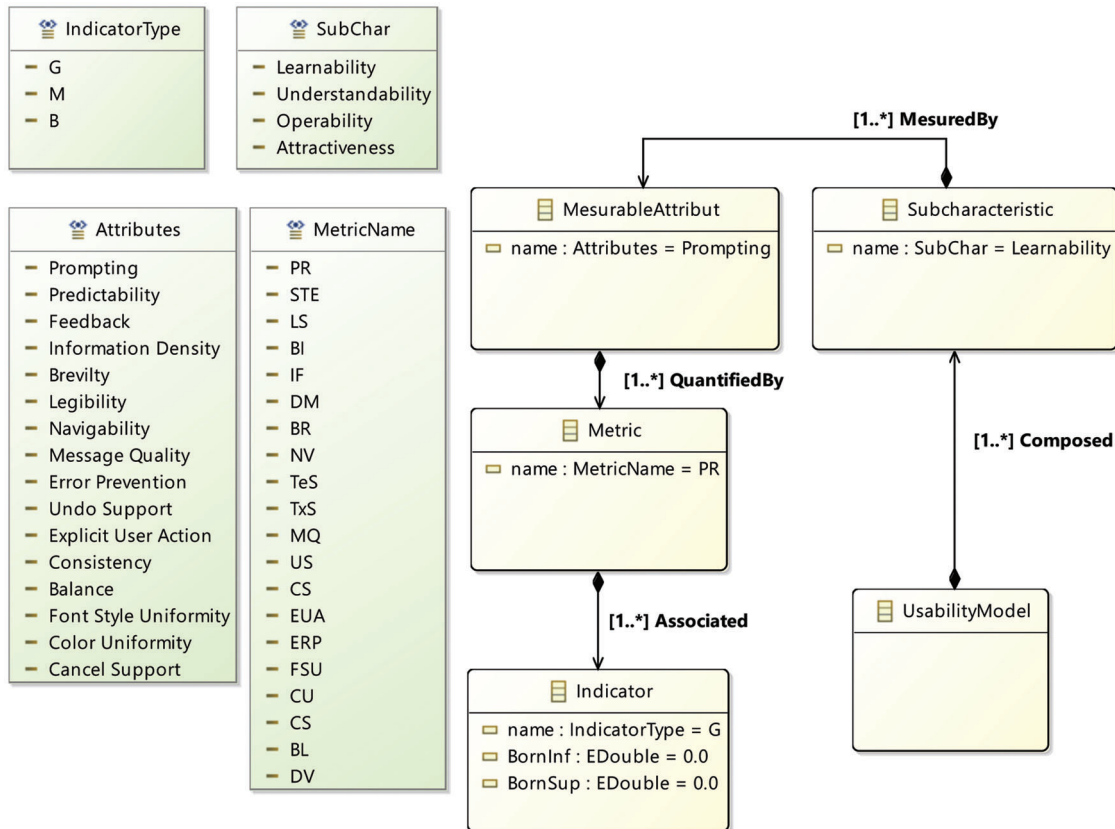 IndicatorType
G
M
B
SubChar
Learnability
Understandability
Operability
Attractiveness
[1..*] MesuredBy
Attributes
Prompting
Predictability
Feedback
Information Density
Brevilty
Legibility
Navigability
Message Quality
Error Prevention
Undo Support
Explicit User Action
Consistency
Balance
Font Style Uniformity
Color Uniformity
Cancel Support
MetricName
PR
STE
LS
BI
IF
DM
BR
NV
TeS
TxS
MQ
US
CS
EUA
ERP
FSU
CU
CS
BL
DV
MesurableAttribut
name : Attributes = Prompting
Subcharacteristic
name : SubChar = Learnability
[1..*] QuantifiedBy
Metric
name : MetricName = PR
[1..*] Composed
[1..*] Associated
UsabilityModel
Indicator
name : IndicatorType = G
BornInf : EDouble = 0.0
BornSup : EDouble = 0.0